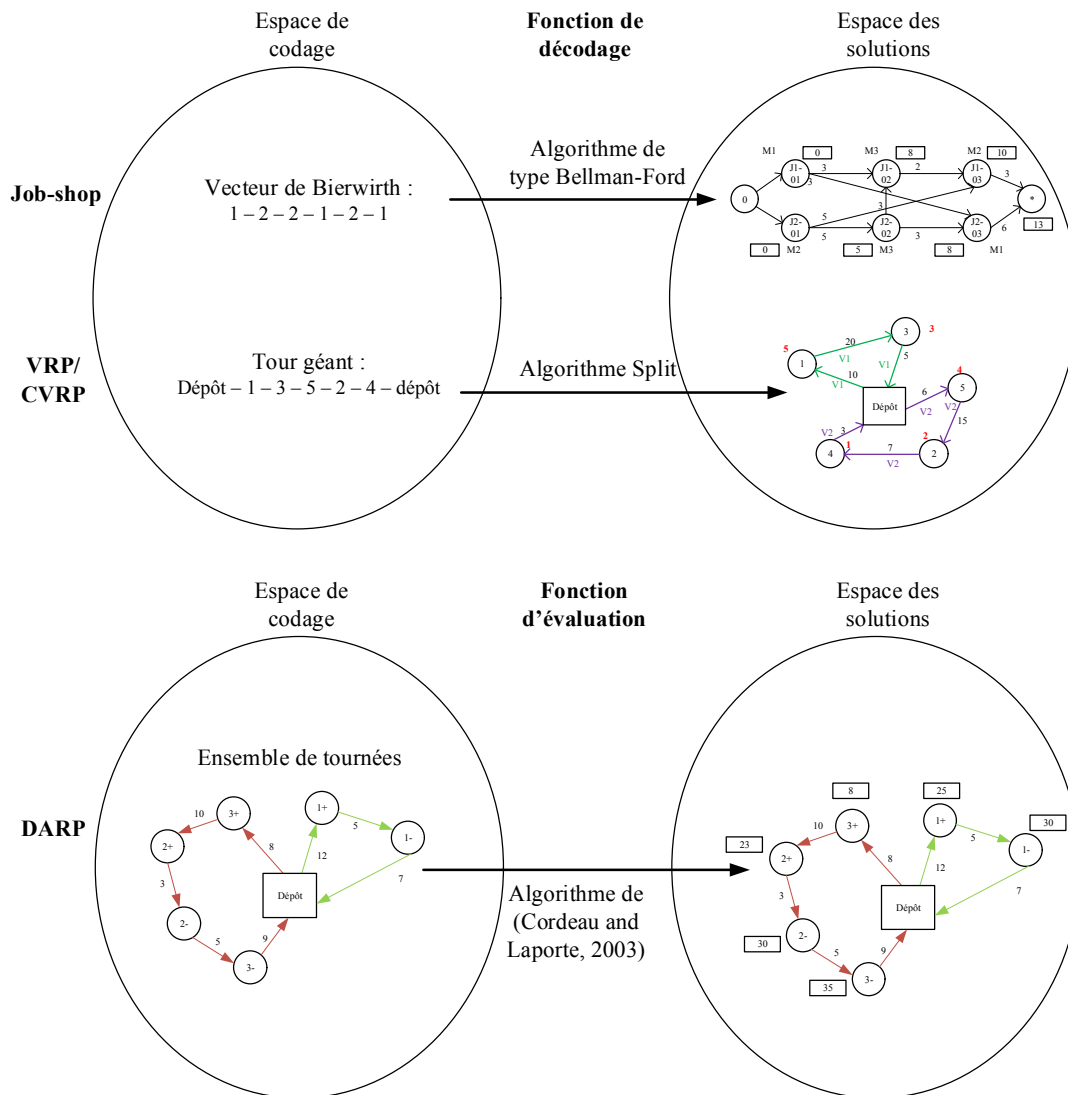 Espace de
codage
Fonction de
décodage
Espace des
solutions
Job-shop
Vecteur de Bierwirth :
1 – 2 – 2 – 1 – 2 – 1
Algorithme de
type Bellman-Ford
M1 0 M3 8 M2 10
J1-
01
3
3
J1-
02
2
J1-
03
3
0
*
13
3
5
5
J2-
01
J2-
02
3
J2-
03
6
0 M2 5 M3 8 M1
VRP/
CVRP
Tour géant :
Dépôt – 1 – 3 – 5 – 2 – 4 – dépôt
Algorithme Split
5
1
20
V1
3
3
V1
5
10
V1
Dépôt
6
V2
4
5
V2
15
V2
3
4
1
7
V2
2
2
Espace de
codage
Fonction
d'évaluation
Espace des
solutions
DARP
Ensemble de tournées
10
3+
1+
5
1-
2+
8
12
7
3
Dépôt
2-
5
9
3-
Algorithme de
(Cordeau and
Laporte, 2003)
8
25
30
10
3+
1+
5
1-
23
2+
8
12
7
3
Dépôt
2-
30
5
9
3-
35